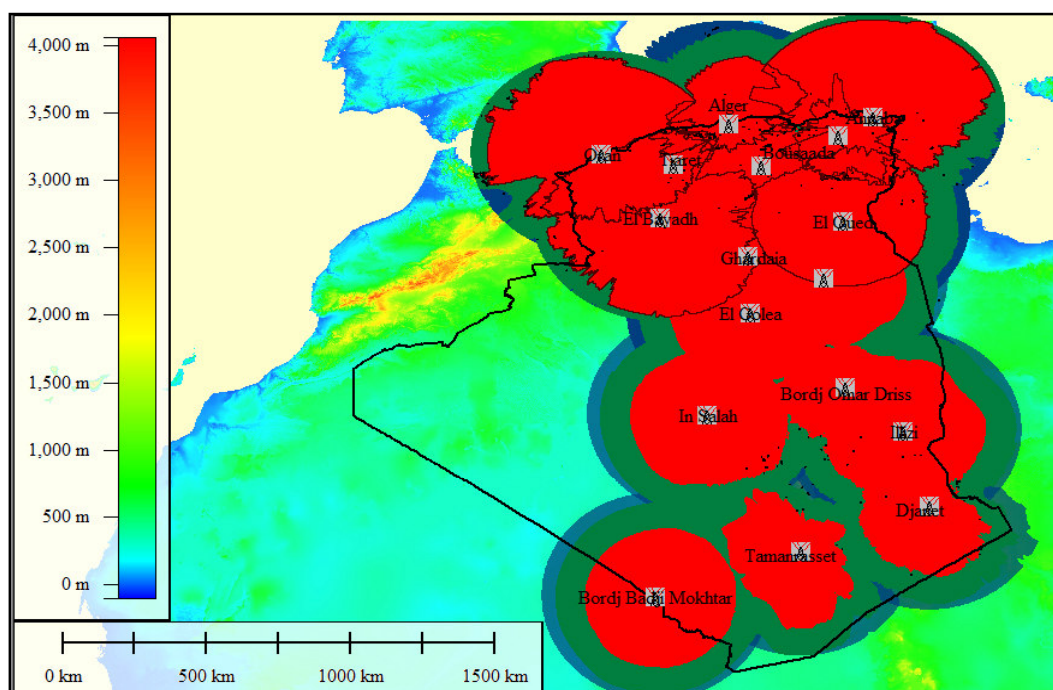 4,000 m
3,500 m
3,000 m
2,500 m
2,000 m
1,500 m
1,000 m
500 m
0 m
Alger
Annaba
Oran
Tiaret
Bousaada
El Bayadh
El Oued
Ghardaia
El Golea
Bordj Omar Driss
In Salah
Illizi
Djanet
Tamanrasset
Bordj Badji Mokhtar
0 km 500 km 1000 km 1500 km